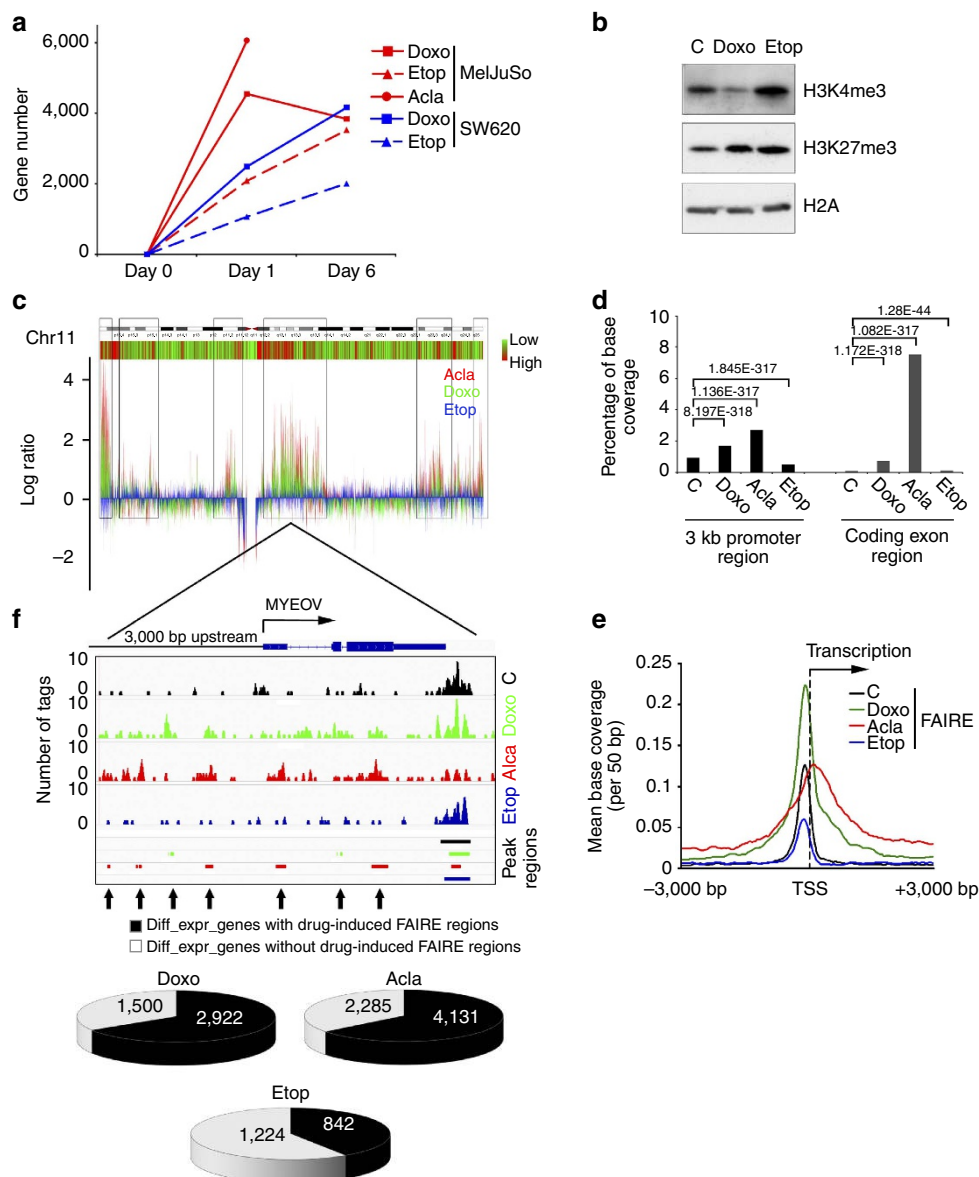 a
6,000
4,000
2,000
0
Gene number
Day 0 Day 1 Day 6
Doxo
Etop
Acla
MelJuSo
Doxo
Etop
SW620
b
C Doxo Etop
H3K4me3
H3K27me3
H2A
c
Chr11
Low
High
Acla
Doxo
Etop
4
2
0
−2
Log ratio
d
Percentage of base
coverage
10
8
6
4
2
0
1.845E-317
1.136E-317
8.197E-318
1.28E-44
1.082E-317
1.172E-318
C Doxo Acla Etop
C Doxo Acla Etop
3 kb promoter
region
Coding exon
region
f
MYEOV
3,000 bp upstream
Number of tags
10
0
C
10
0
Doxo
10
0
Alca
10
0
Etop
Peak
regions
Diff_expr_genes with drug-induced FAIRE regions
Diff_expr_genes without drug-induced FAIRE regions
Doxo
1,500
2,922
Acla
2,285
4,131
Etop
1,224
842
e
Transcription
C
Doxo
Acla
Etop
FAIRE
Mean base coverage
(per 50 bp)
0.25
0.2
0.15
0.1
0.05
0
−3,000 bp TSS +3,000 bp